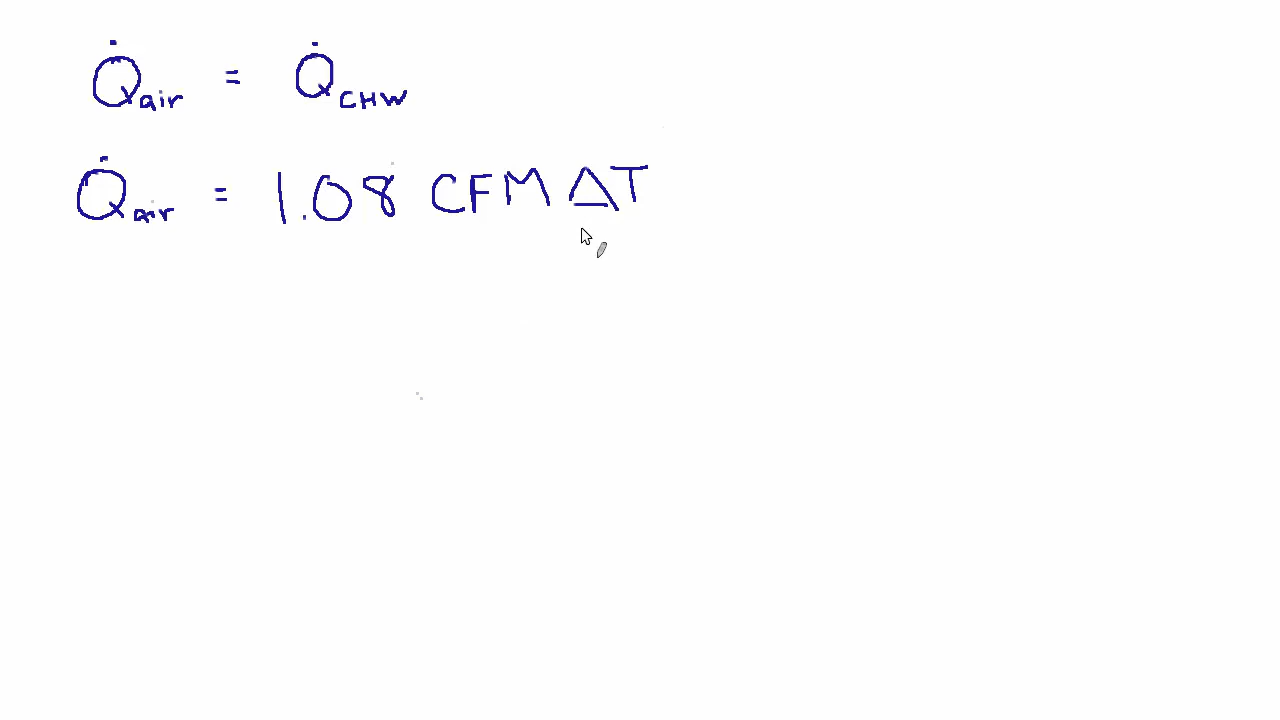 Q̇air = Q̇CHW
Q̇air = 1.08 CFM ΔT